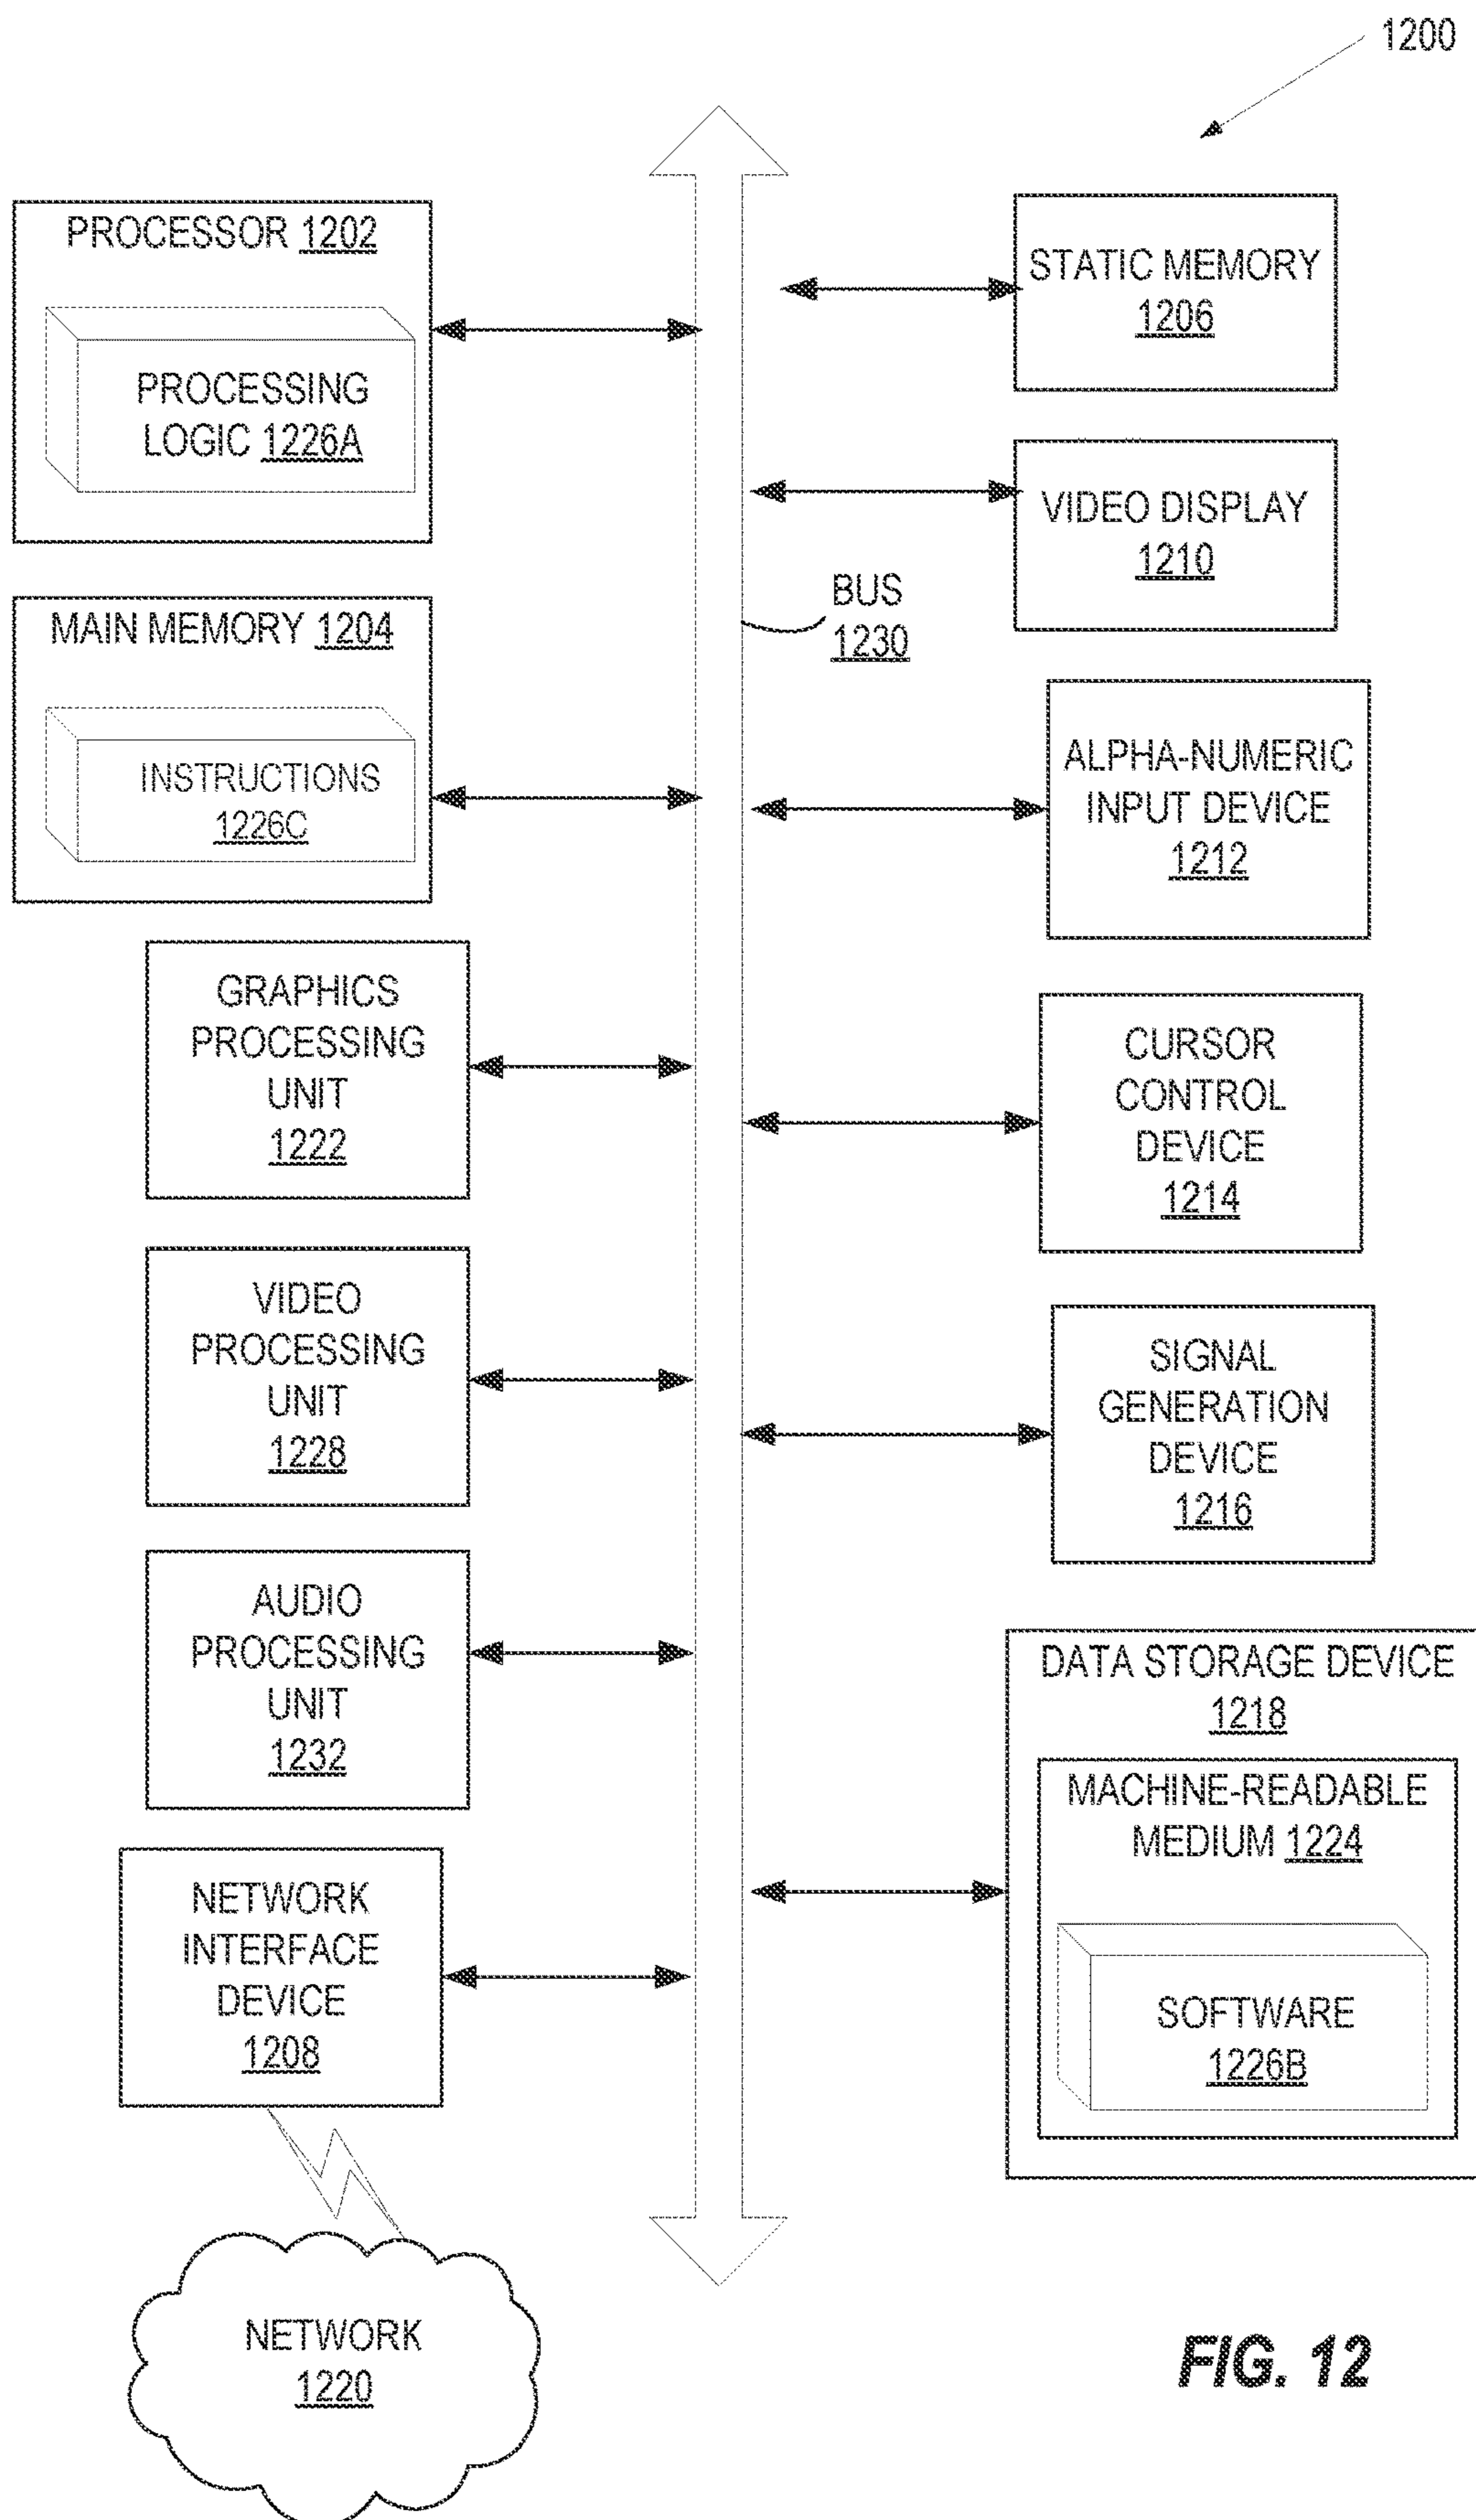 1200
PROCESSOR 1202
PROCESSING
LOGIC 1226A
MAIN MEMORY 1204
INSTRUCTIONS
1226C
GRAPHICS
PROCESSING
UNIT
1222
VIDEO
PROCESSING
UNIT
1228
AUDIO
PROCESSING
UNIT
1232
NETWORK
INTERFACE
DEVICE
1208
NETWORK
1220
BUS
1230
STATIC MEMORY
1206
VIDEO DISPLAY
1210
ALPHA-NUMERIC
INPUT DEVICE
1212
CURSOR
CONTROL
DEVICE
1214
SIGNAL
GENERATION
DEVICE
1216
DATA STORAGE DEVICE
1218
MACHINE-READABLE
MEDIUM 1224
SOFTWARE
1226B
FIG. 12